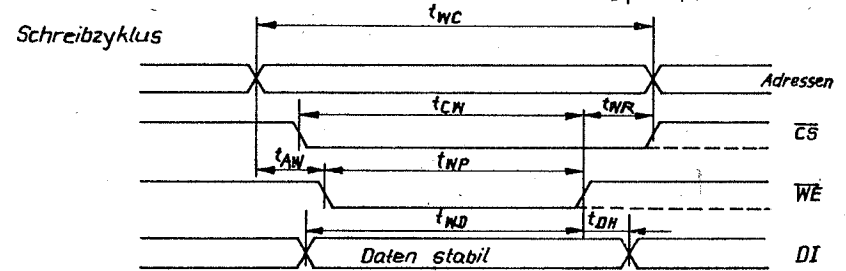 Schreibzyklus
tWC
Adressen
tCW
tWR
CS
tAW
tWP
WE
tWD
tDH
Daten stabil
DI